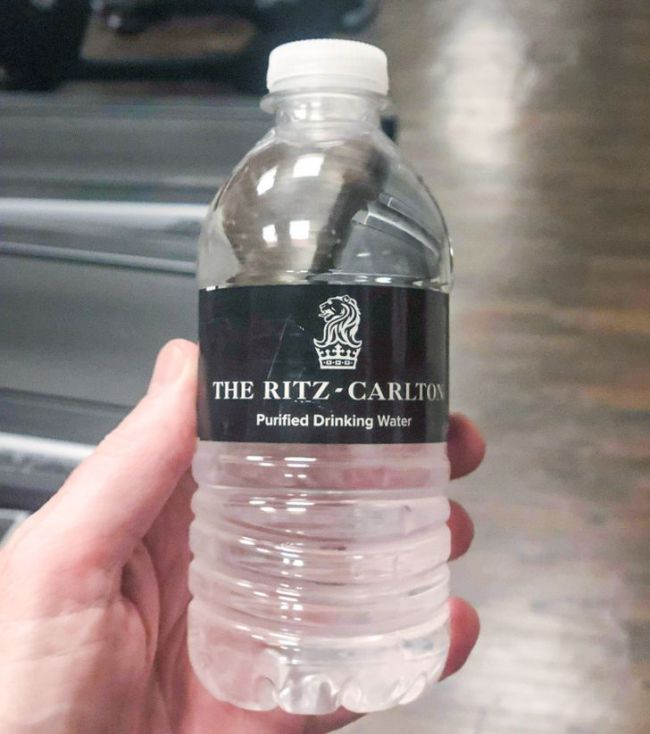 THE RITZ-CARLTON
Purified Drinking Water